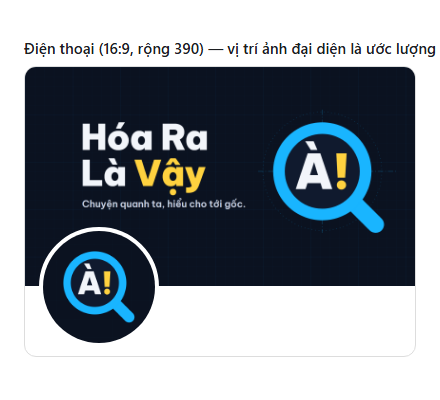 Điện thoại (16:9, rộng 390) — vị trí ảnh đại diện là ước lượng
Hóa Ra
Là Vậy
Chuyện quanh ta, hiểu cho tới gốc.
À!
À!